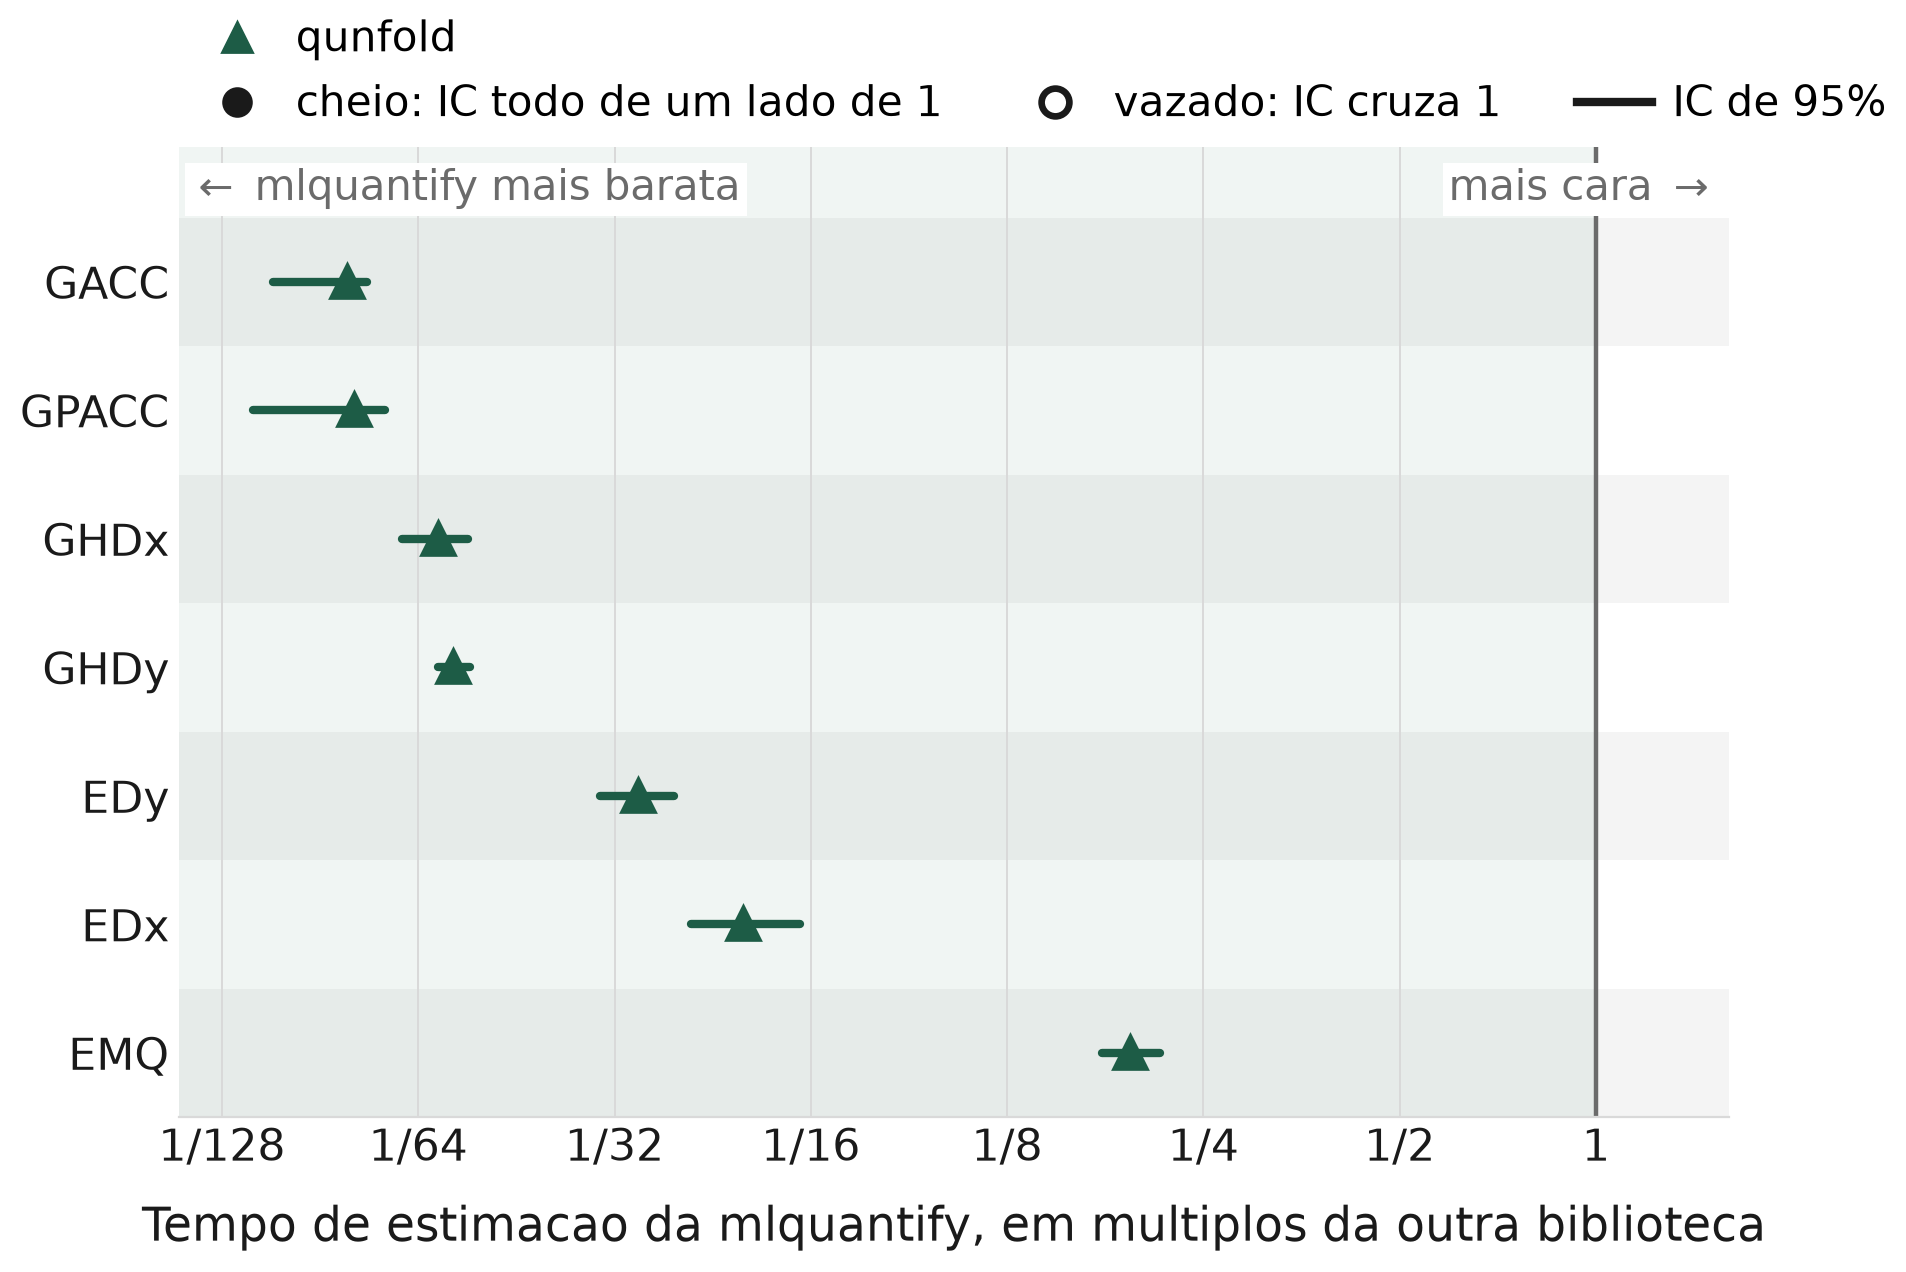 qunfold
cheio: IC todo de um lado de 1
vazado: IC cruza 1
IC de 95%
← mlquantify mais barata
mais cara →
GACC
GPACC
GHDx
GHDy
EDy
EDx
EMQ
1/128 1/64 1/32 1/16 1/8 1/4 1/2 1
Tempo de estimacao da mlquantify, em multiplos da outra biblioteca